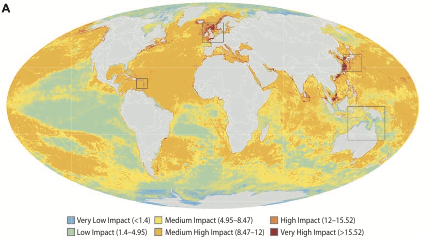 A
Very Low Impact (<1.4)
Medium Impact (4.95–8.47)
High Impact (12–15.52)
Low Impact (1.4–4.95)
Medium High Impact (8.47–12)
Very High Impact (>15.52)